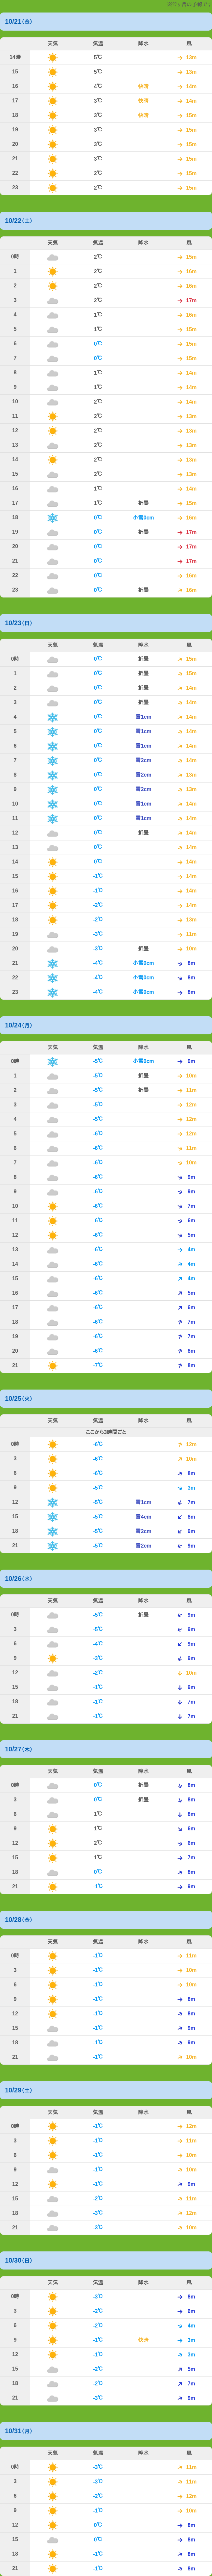 10/21(金)
天気 気温 降水 風
14時 5℃ 13m
15 5℃ 13m
16 4℃ 快晴 14m
17 3℃ 快晴 14m
18 3℃ 快晴 15m
19 3℃ 15m
20 3℃ 15m
21 3℃ 15m
22 2℃ 15m
23 2℃ 15m
10/22(土)
天気 気温 降水 風
0時 2℃ 15m
1 2℃ 16m
2 2℃ 16m
3 2℃ 17m
4 1℃ 16m
5 1℃ 16m
6 0℃ 15m
7 0℃ 15m
8 1℃ 14m
9 1℃ 14m
10 2℃ 14m
11 2℃ 13m
12 2℃ 13m
13 2℃ 13m
14 2℃ 13m
15 2℃ 13m
16 1℃ 14m
17 1℃ 折曇 15m
18 0℃ 小雪0cm 16m
19 0℃ 折曇 17m
20 0℃ 17m
21 0℃ 17m
22 0℃ 16m
23 0℃ 折曇 16m
10/23(日)
天気 気温 降水 風
0時 0℃ 折曇 15m
1 0℃ 折曇 15m
2 0℃ 折曇 14m
3 0℃ 折曇 14m
4 0℃ 雪1cm 14m
5 0℃ 雪1cm 14m
6 0℃ 雪1cm 14m
7 0℃ 雪2cm 14m
8 0℃ 雪2cm 13m
9 0℃ 雪2cm 13m
10 0℃ 雪1cm 14m
11 0℃ 雪1cm 14m
12 0℃ 折曇 14m
13 0℃ 14m
14 0℃ 14m
15 -1℃ 14m
16 -1℃ 14m
17 -2℃ 14m
18 -2℃ 13m
19 -3℃ 11m
20 -3℃ 折曇 10m
21 -4℃ 小雪0cm 8m
22 -4℃ 小雪0cm 8m
23 -4℃ 小雪0cm 8m
10/24(月)
天気 気温 降水 風
0時 -5℃ 小雪0cm 9m
1 -5℃ 折曇 10m
2 -5℃ 折曇 11m
3 -5℃ 12m
4 -5℃ 12m
5 -6℃ 12m
6 -6℃ 11m
7 -6℃ 10m
8 -6℃ 9m
9 -6℃ 9m
10 -6℃ 7m
11 -6℃ 6m
12 -6℃ 5m
13 -6℃ 4m
14 -6℃ 4m
15 -6℃ 4m
16 -6℃ 5m
17 -6℃ 6m
18 -6℃ 7m
19 -6℃ 7m
20 -6℃ 8m
21 -7℃ 8m
10/25(火)
天気 気温 降水 風
ここから3時間ごと
0時 -6℃ 12m
3 -6℃ 10m
6 -6℃ 8m
9 -5℃ 3m
12 -5℃ 雪1cm 7m
15 -5℃ 雪4cm 8m
18 -5℃ 雪2cm 9m
21 -5℃ 雪2cm 9m
10/26(水)
天気 気温 降水 風
0時 -5℃ 折曇 9m
3 -5℃ 9m
6 -4℃ 9m
9 -3℃ 9m
12 -2℃ 10m
15 -1℃ 9m
18 -1℃ 7m
21 -1℃ 7m
10/27(木)
天気 気温 降水 風
0時 0℃ 折曇 8m
3 0℃ 折曇 8m
6 1℃ 8m
9 1℃ 6m
12 2℃ 6m
15 1℃ 7m
18 0℃ 8m
21 -1℃ 9m
10/28(金)
天気 気温 降水 風
0時 -1℃ 11m
3 -1℃ 10m
6 -1℃ 10m
9 -1℃ 8m
12 -1℃ 8m
15 -1℃ 9m
18 -1℃ 9m
21 -1℃ 10m
10/29(土)
天気 気温 降水 風
0時 -1℃ 12m
3 -1℃ 11m
6 -1℃ 10m
9 -1℃ 10m
12 -1℃ 9m
15 -2℃ 11m
18 -3℃ 12m
21 -3℃ 10m
10/30(日)
天気 気温 降水 風
0時 -3℃ 8m
3 -2℃ 6m
6 -2℃ 4m
9 -1℃ 快晴 3m
12 -1℃ 3m
15 -2℃ 5m
18 -2℃ 7m
21 -3℃ 9m
10/31(月)
天気 気温 降水 風
0時 -3℃ 11m
3 -3℃ 11m
6 -2℃ 12m
9 -1℃ 10m
12 0℃ 8m
15 0℃ 8m
18 -1℃ 8m
21 -1℃ 8m